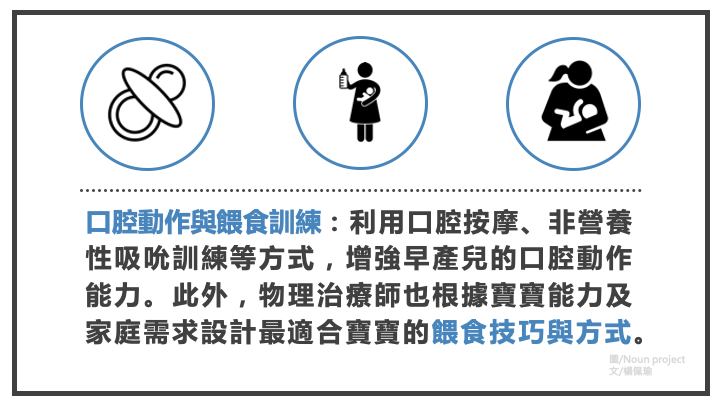 口腔動作與餵食訓練：利用口腔按摩、非營養
性吸吮訓練等方式，增強早產兒的口腔動作
能力。此外，物理治療師也根據寶寶能力及
家庭需求設計最適合寶寶的餵食技巧與方式。
圖/Noun project
文/楊佩瑜